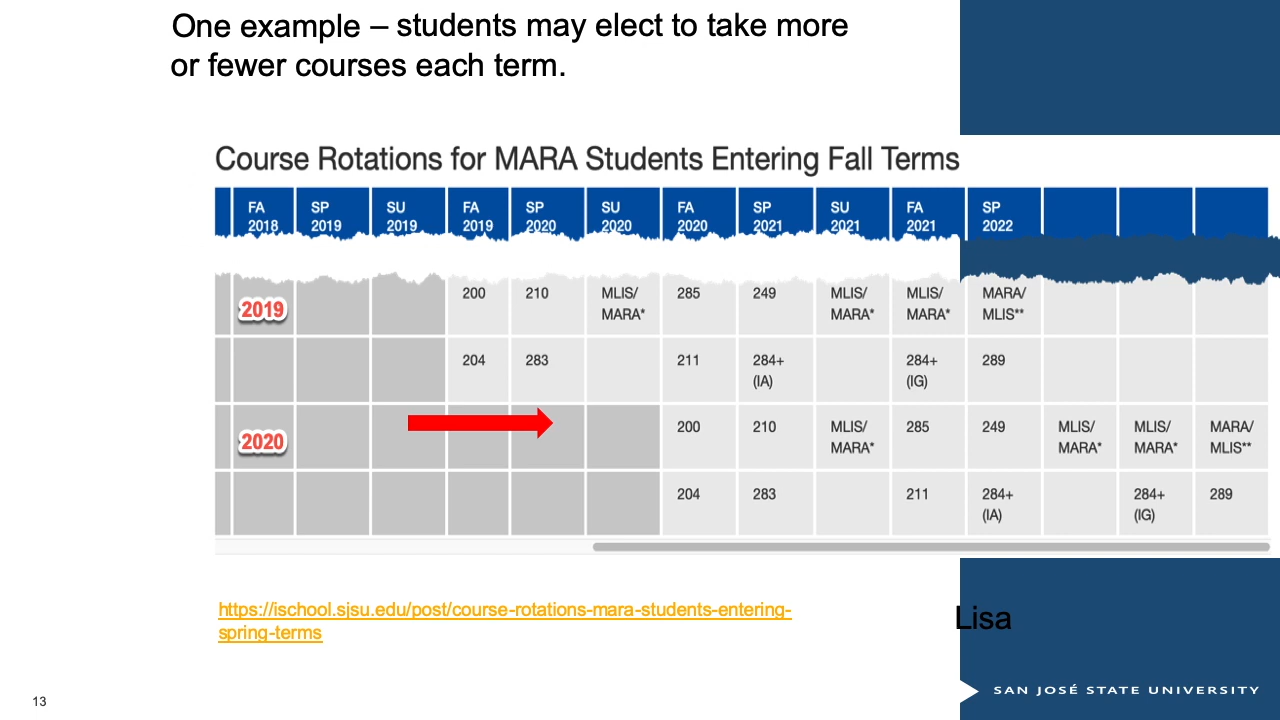 One example – students may elect to take more
or fewer courses each term.
Course Rotations for MARA Students Entering Fall Terms
FA 2018 SP 2019 SU 2019 FA 2019 SP 2020 SU 2020 FA 2020 SP 2021 SU 2021 FA 2021 SP 2022
2019 200 210 MLIS/ MARA* 285 249 MLIS/ MARA* MLIS/ MARA* MARA/ MLIS**
204 283 211 284+ (IA) 284+ (IG) 289
2020 200 210 MLIS/ MARA* 285 249 MLIS/ MARA* MLIS/ MARA* MARA/ MLIS**
204 283 211 284+ (IA) 284+ (IG) 289
https://ischool.sjsu.edu/post/course-rotations-mara-students-entering-
spring-terms
Lisa
SAN JOSÉ STATE UNIVERSITY
13